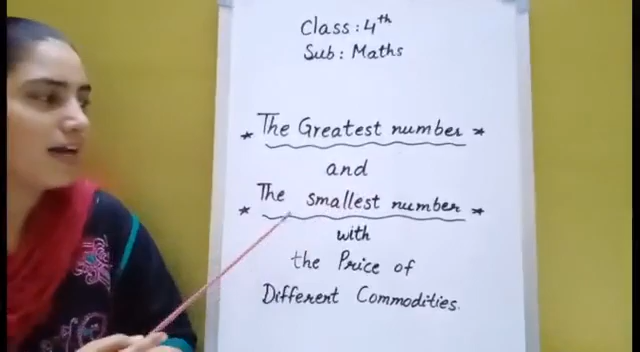 Class : 4th
Sub : Maths
* The Greatest number *
and
* The smallest number *
with
the Price of
Different Commodities.